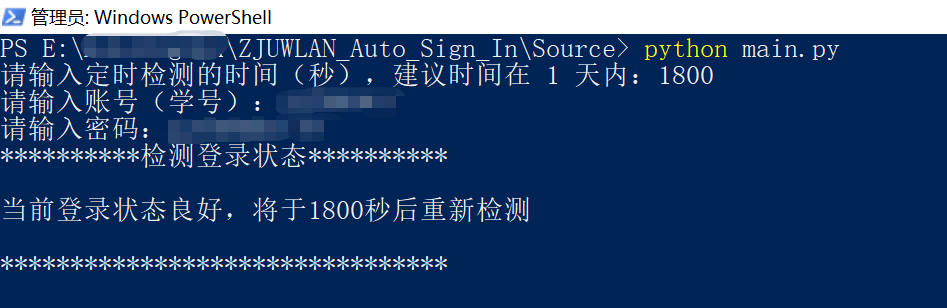 管理员: Windows PowerShell
PS E:\ \ZJUWLAN_Auto_Sign_In\Source> python main.py
请输入定时检测的时间（秒），建议时间在 1 天内：1800
请输入账号（学号）：
请输入密码：
**********检测登录状态**********
当前登录状态良好，将于1800秒后重新检测
********************************